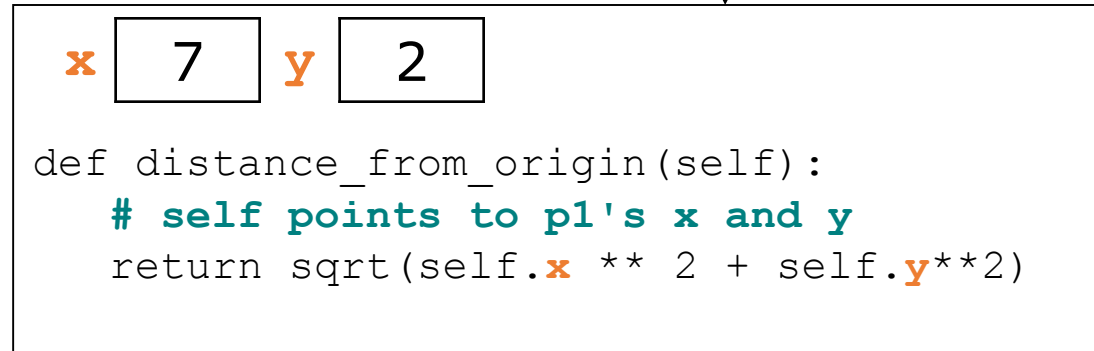 x 7 y 2
def distance_from_origin(self):
# self points to p1's x and y
return sqrt(self.x ** 2 + self.y**2)